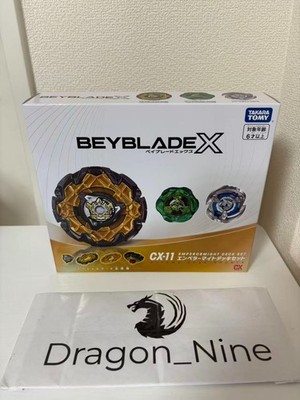 TAKARA
TOMY
対象年齢
6才以上
BEYBLADE X
ベイブレードエックス
CX-11
EMPERORMIGHT DECK SET
エンペラーマイトデッキセット
CX
Dragon_Nine